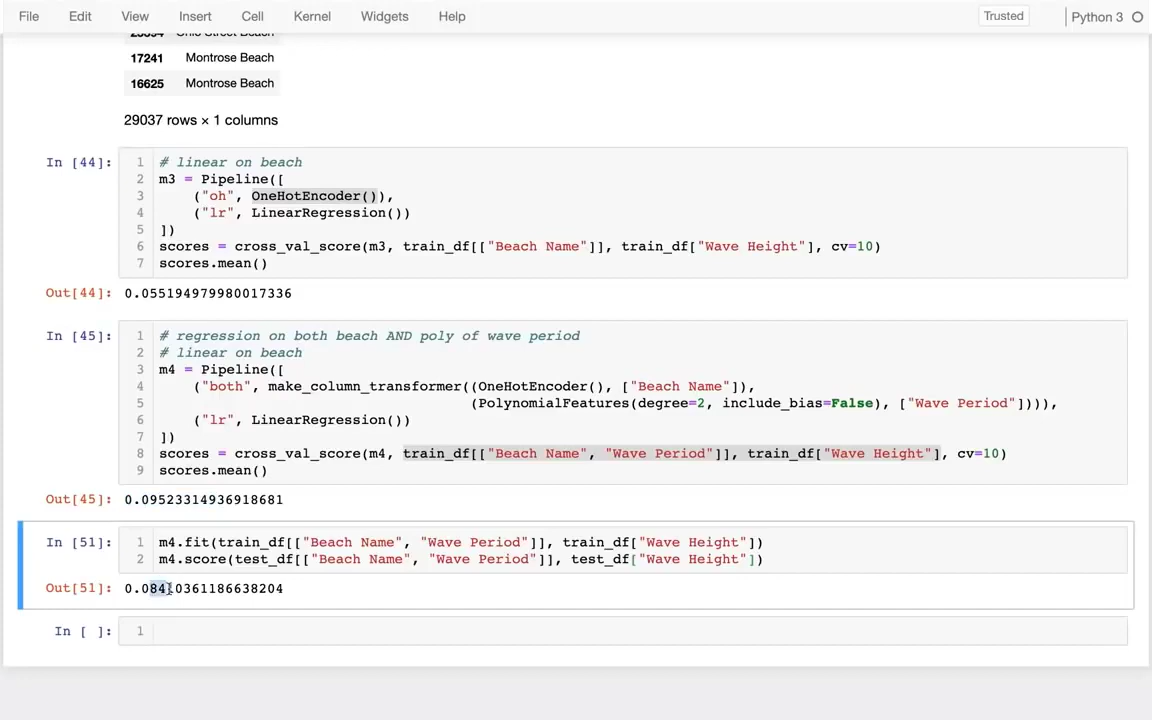 File Edit View Insert Cell Kernel Widgets Help Trusted Python 3
17241 Montrose Beach
16625 Montrose Beach
29037 rows × 1 columns
In [44]:
1 # linear on beach
2 m3 = Pipeline([
3 ("oh", OneHotEncoder()),
4 ("lr", LinearRegression())
5 ])
6 scores = cross_val_score(m3, train_df[["Beach Name"]], train_df["Wave Height"], cv=10)
7 scores.mean()
Out[44]: 0.055194979980017336
In [45]:
1 # regression on both beach AND poly of wave period
2 # linear on beach
3 m4 = Pipeline([
4 ("both", make_column_transformer((OneHotEncoder(), ["Beach Name"]),
5 (PolynomialFeatures(degree=2, include_bias=False), ["Wave Period"]))),
6 ("lr", LinearRegression())
7 ])
8 scores = cross_val_score(m4, train_df[["Beach Name", "Wave Period"]], train_df["Wave Height"], cv=10)
9 scores.mean()
Out[45]: 0.09523314936918681
In [51]:
1 m4.fit(train_df[["Beach Name", "Wave Period"]], train_df["Wave Height"])
2 m4.score(test_df[["Beach Name", "Wave Period"]], test_df["Wave Height"])
Out[51]:
In [ ]: 1